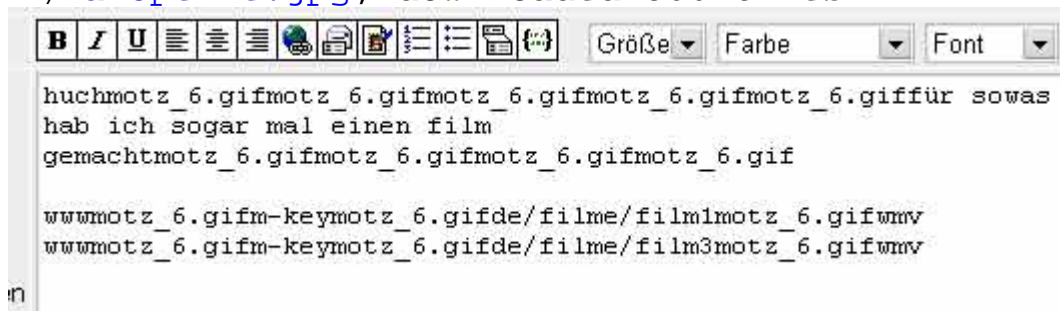 B I U Größe Farbe Font
huchmotz_6.gifmotz_6.gifmotz_6.gifmotz_6.gifmotz_6.giffür sowas
hab ich sogar mal einen film
gemachtmotz_6.gifmotz_6.gifmotz_6.gifmotz_6.gif
wwwmotz_6.gifm-keymotz_6.gifde/filme/film1motz_6.gifwmv
wwwmotz_6.gifm-keymotz_6.gifde/filme/film3motz_6.gifwmv
en